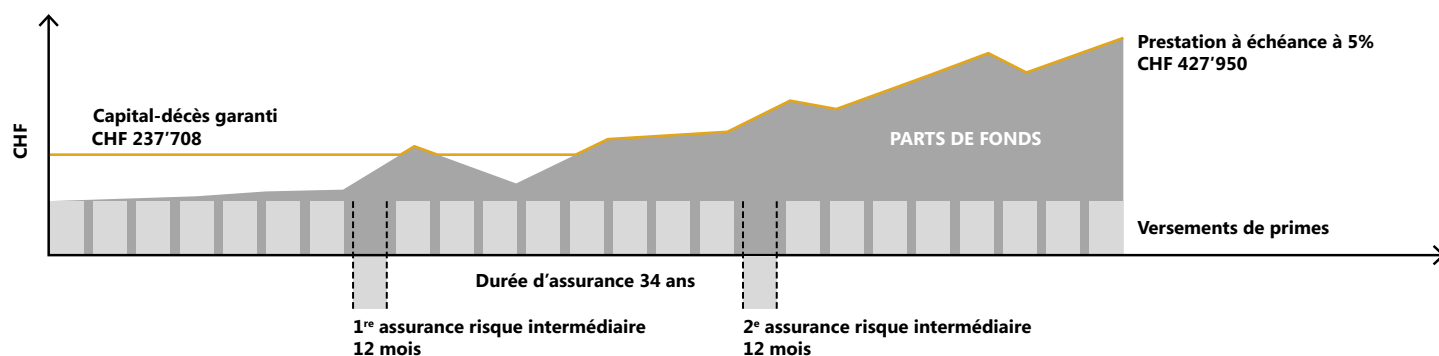 Prestation à échéance à 5%
CHF 427’950
Capital-décès garanti
CHF 237’708
CHF
PARTS DE FONDS
Versements de primes
Durée d’assurance 34 ans
1re assurance risque intermédiaire
12 mois
2e assurance risque intermédiaire
12 mois